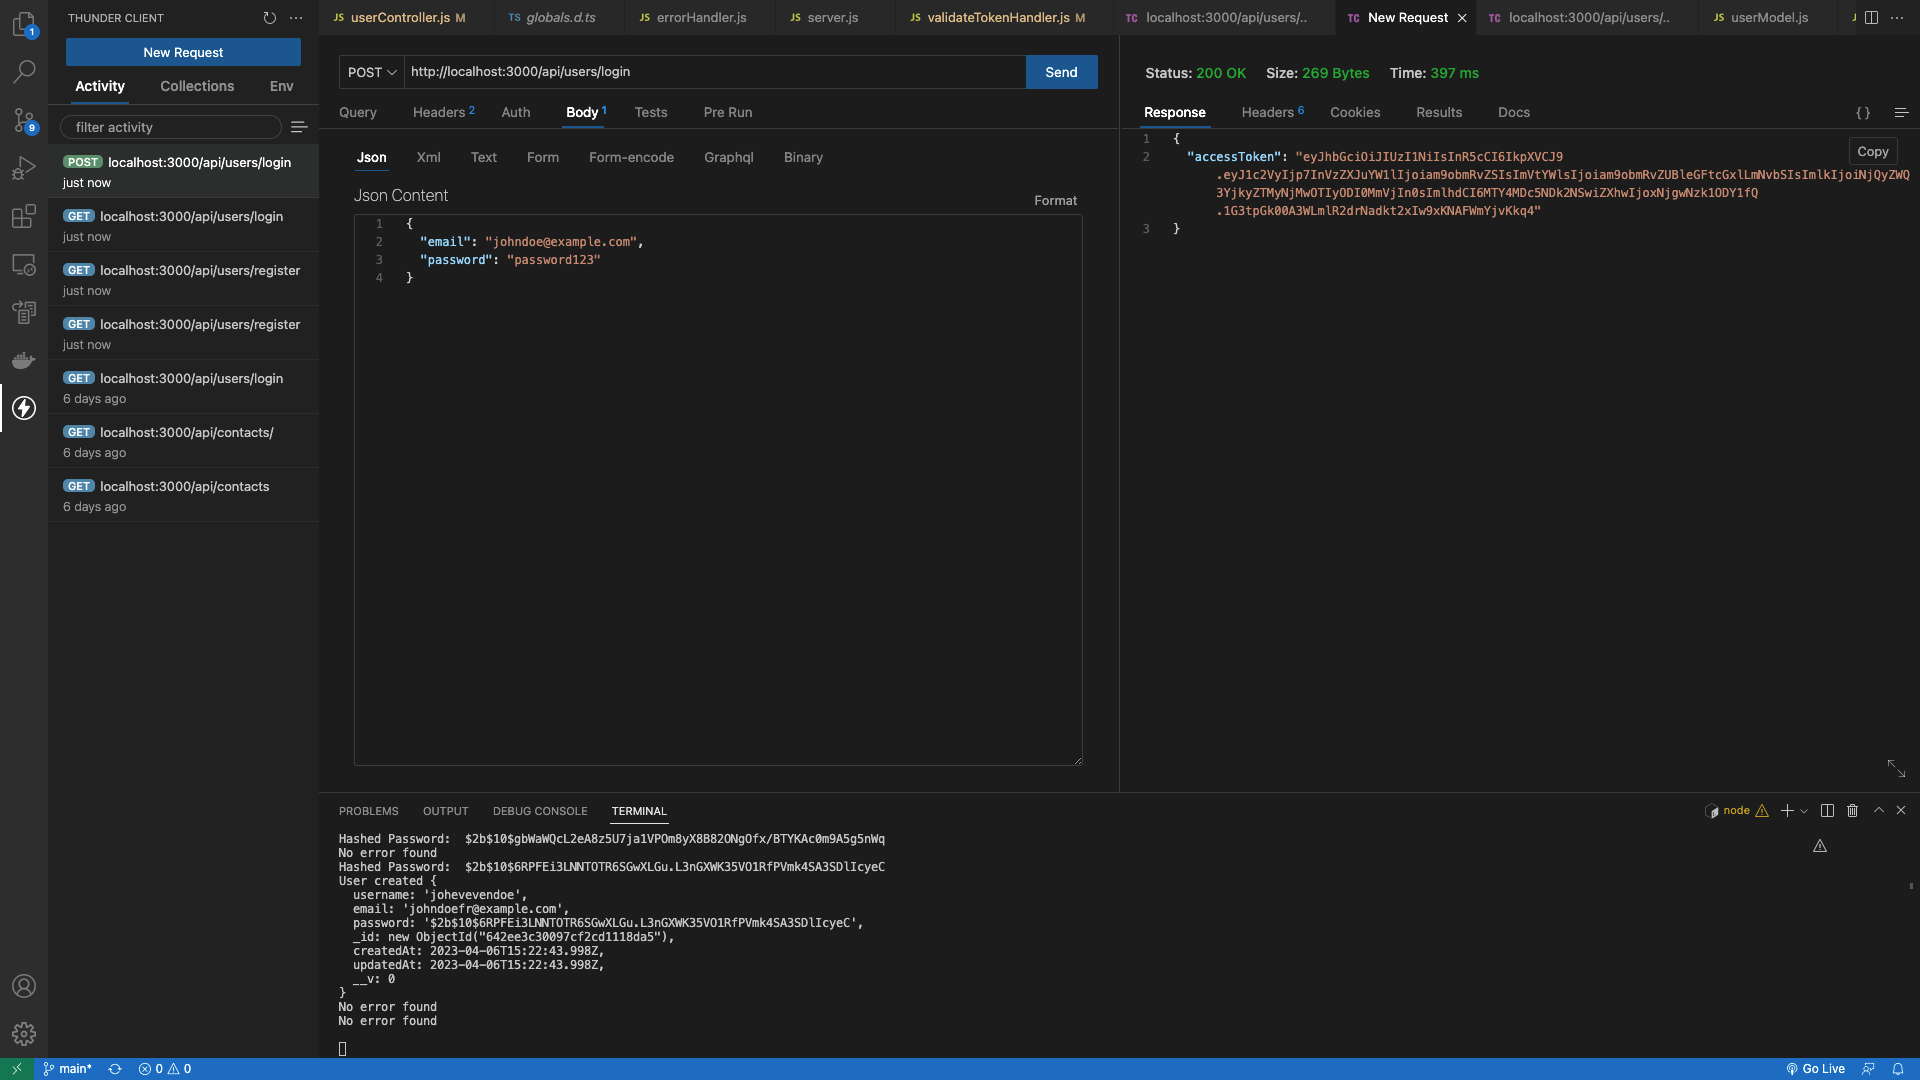 THUNDER CLIENT
New Request
Activity Collections Env
filter activity
POST localhost:3000/api/users/login
just now
GET localhost:3000/api/users/login
just now
GET localhost:3000/api/users/register
just now
GET localhost:3000/api/users/register
just now
GET localhost:3000/api/users/login
6 days ago
GET localhost:3000/api/contacts/
6 days ago
GET localhost:3000/api/contacts
6 days ago
1
9
JS userController.js M
TS globals.d.ts
JS errorHandler.js
JS server.js
JS validateTokenHandler.js M
TC localhost:3000/api/users/..
TC New Request
TC localhost:3000/api/users/..
JS userModel.js
POST http://localhost:3000/api/users/login Send
Query Headers 2 Auth Body 1 Tests Pre Run
Json Xml Text Form Form-encode Graphql Binary
Json Content
Format
1 {
2 "email": "johndoe@example.com",
3 "password": "password123"
4 }
Status: 200 OK Size: 269 Bytes Time: 397 ms
Response Headers 6 Cookies Results Docs { }
Copy
1 {
2 "accessToken": "eyJhbGciOiJIUzI1NiIsInR5cCI6IkpXVCJ9
.eyJ1c2VyIjp7InVzZXJuYW1lIjoiam9obmRvZSIsImVtYWlsIjoiam9obmRvZUBleGFtcGxlLmNvbSIsImlkIjoiNjQyZWQ
3YjkyZTMyNjMwOTIyODI0MmVjIn0sImlhdCI6MTY4MDc5NDk2NSwiZXhwIjoxNjgwNzk1ODY1fQ
.1G3tpGk00A3WLmlR2drNadkt2xIw9xKNAFWmYjvKkq4"
3 }
PROBLEMS OUTPUT DEBUG CONSOLE TERMINAL
node
Hashed Password:  $2b$10$gbWaWQcL2eA8z5U7ja1VPOm8yX8B82ONgOfx/BTYKAc0m9A5g5nWq
No error found
Hashed Password:  $2b$10$6RPFEi3LNNTOTR6SGwXLGu.L3nGXWK35VO1RfPVmk4SA3SDlIcyeC
User created {
username: 'johevevendoe',
email: 'johndoefr@example.com',
password: '$2b$10$6RPFEi3LNNTOTR6SGwXLGu.L3nGXWK35VO1RfPVmk4SA3SDlIcyeC',
_id: new ObjectId("642ee3c30097cf2cd1118da5"),
createdAt: 2023-04-06T15:22:43.998Z,
updatedAt: 2023-04-06T15:22:43.998Z,
__v: 0
}
No error found
No error found
main* 0 0 Go Live